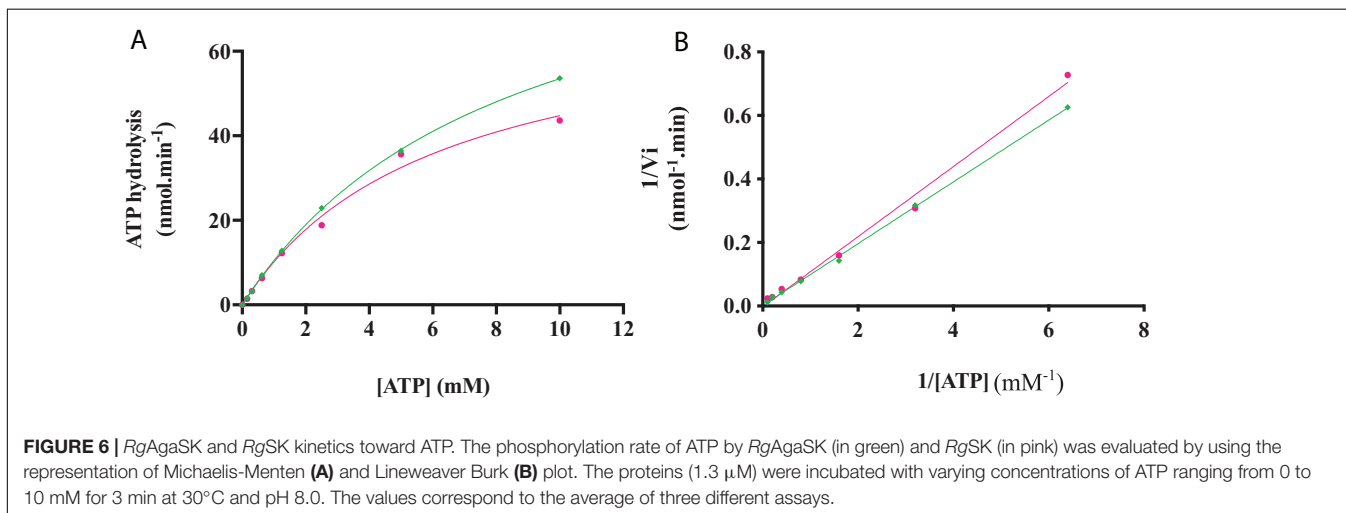 A
60
40
20
0
0 2 4 6 8 10 12
ATP hydrolysis
(nmol.min-1)
[ATP] (mM)
B
0.8
0.6
0.4
0.2
0.0
0 2 4 6 8
1/Vi
(nmol-1.min)
1/[ATP] (mM-1)
FIGURE 6 | RgAgaSK and RgSK kinetics toward ATP. The phosphorylation rate of ATP by RgAgaSK (in green) and RgSK (in pink) was evaluated by using the
representation of Michaelis-Menten (A) and Lineweaver Burk (B) plot. The proteins (1.3 μM) were incubated with varying concentrations of ATP ranging from 0 to
10 mM for 3 min at 30°C and pH 8.0. The values correspond to the average of three different assays.